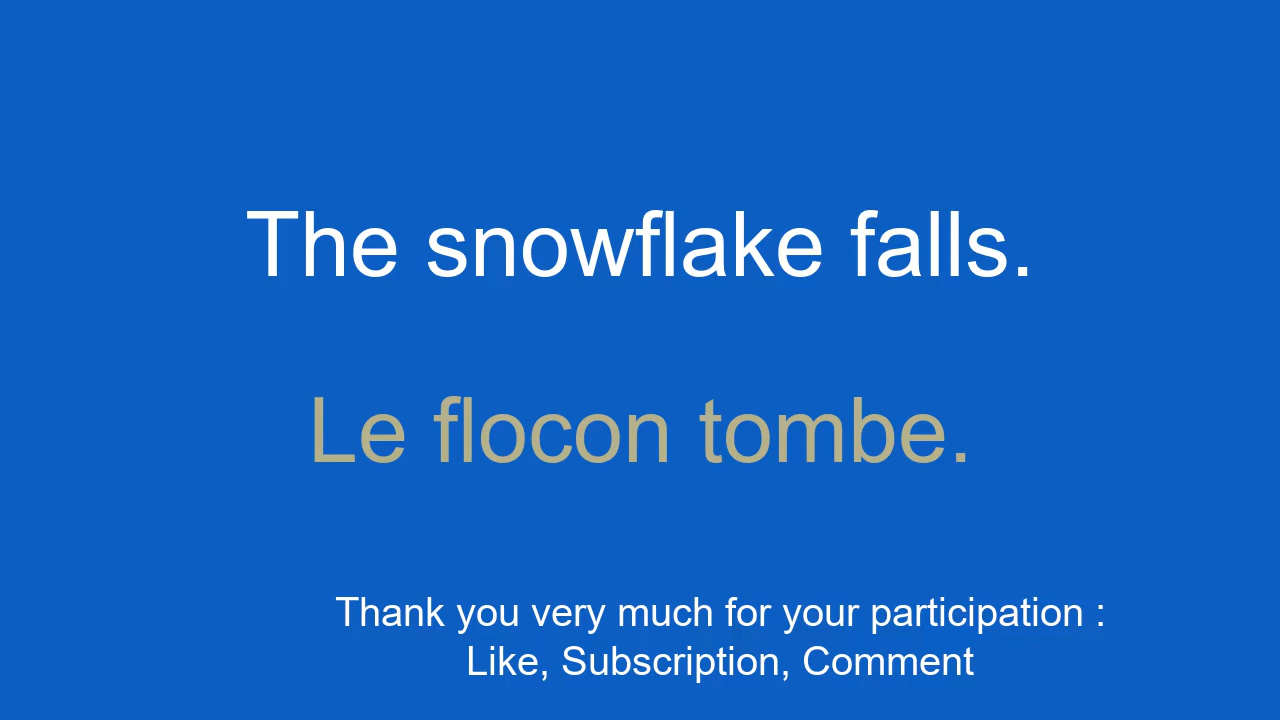 The snowflake falls.
Le flocon tombe.
Thank you very much for your participation :
Like, Subscription, Comment